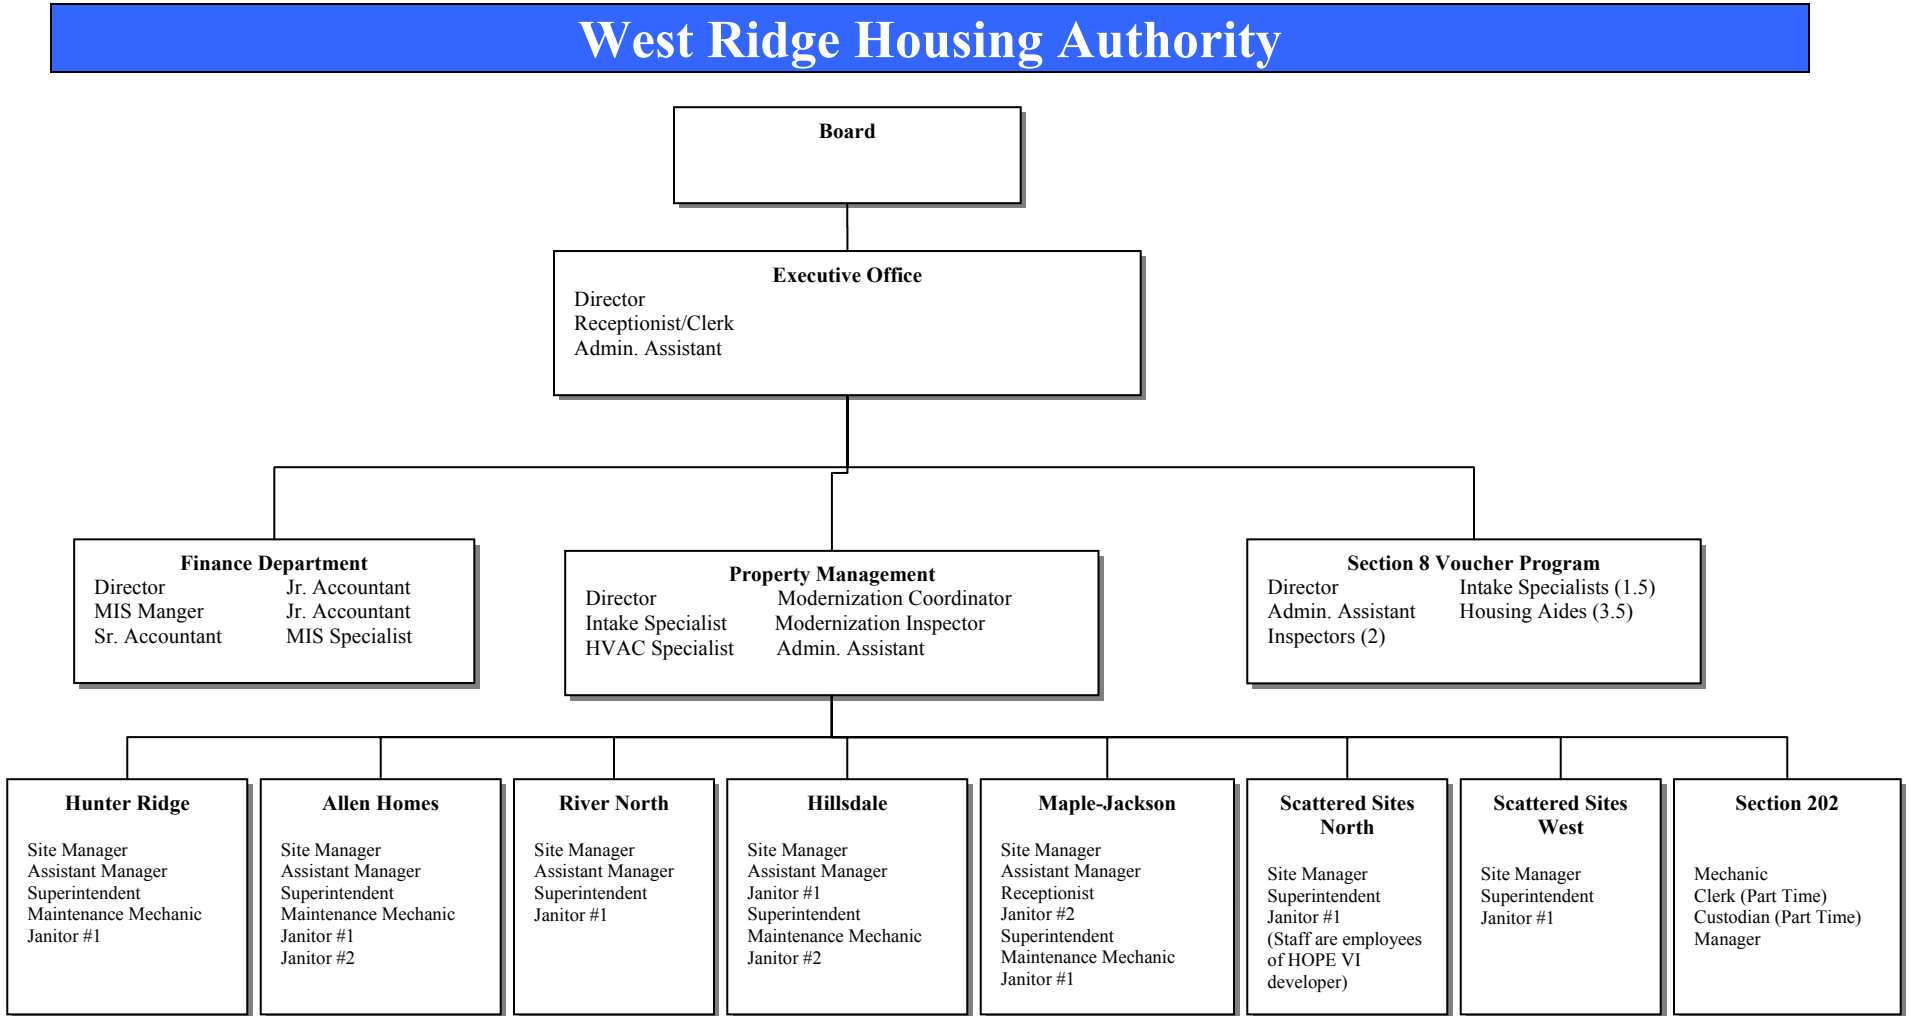 West Ridge Housing Authority
Board
Executive Office
Director
Receptionist/Clerk
Admin. Assistant
Finance Department
Director Jr. Accountant
MIS Manger Jr. Accountant
Sr. Accountant MIS Specialist
Property Management
Director Modernization Coordinator
Intake Specialist Modernization Inspector
HVAC Specialist Admin. Assistant
Section 8 Voucher Program
Director Intake Specialists (1.5)
Admin. Assistant Housing Aides (3.5)
Inspectors (2)
Hunter Ridge
Site Manager
Assistant Manager
Superintendent
Maintenance Mechanic
Janitor #1
Allen Homes
Site Manager
Assistant Manager
Superintendent
Maintenance Mechanic
Janitor #1
Janitor #2
River North
Site Manager
Assistant Manager
Superintendent
Janitor #1
Hillsdale
Site Manager
Assistant Manager
Janitor #1
Superintendent
Maintenance Mechanic
Janitor #2
Maple-Jackson
Site Manager
Assistant Manager
Receptionist
Janitor #2
Superintendent
Maintenance Mechanic
Janitor #1
Scattered Sites
North
Site Manager
Superintendent
Janitor #1
(Staff are employees
of HOPE VI
developer)
Scattered Sites
West
Site Manager
Superintendent
Janitor #1
Section 202
Mechanic
Clerk (Part Time)
Custodian (Part Time)
Manager